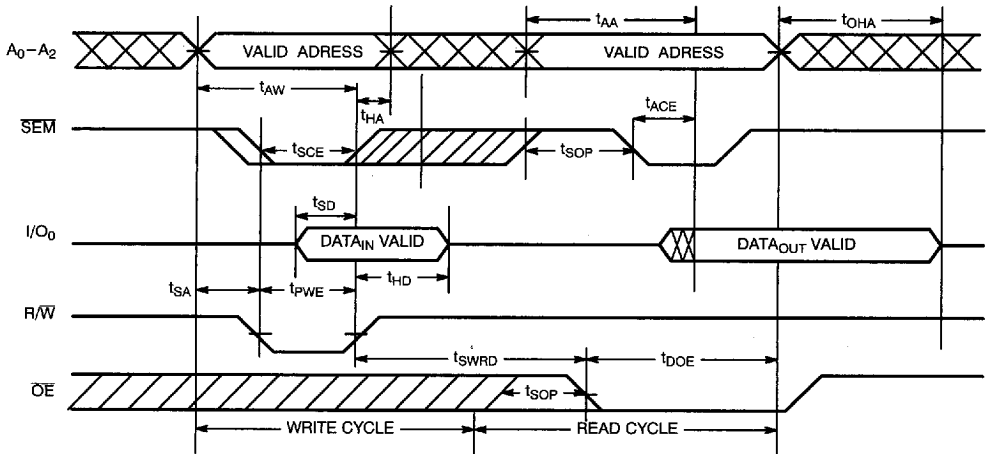 tAA
tOHA
A0–A2
VALID ADRESS
VALID ADRESS
tAW
tHA
tACE
SEM
tSCE
tSOP
tSD
I/O0
DATAIN VALID
DATAOUT VALID
tSA
tPWE
tHD
R/W
tSWRD
tDOE
OE
tSOP
WRITE CYCLE
READ CYCLE